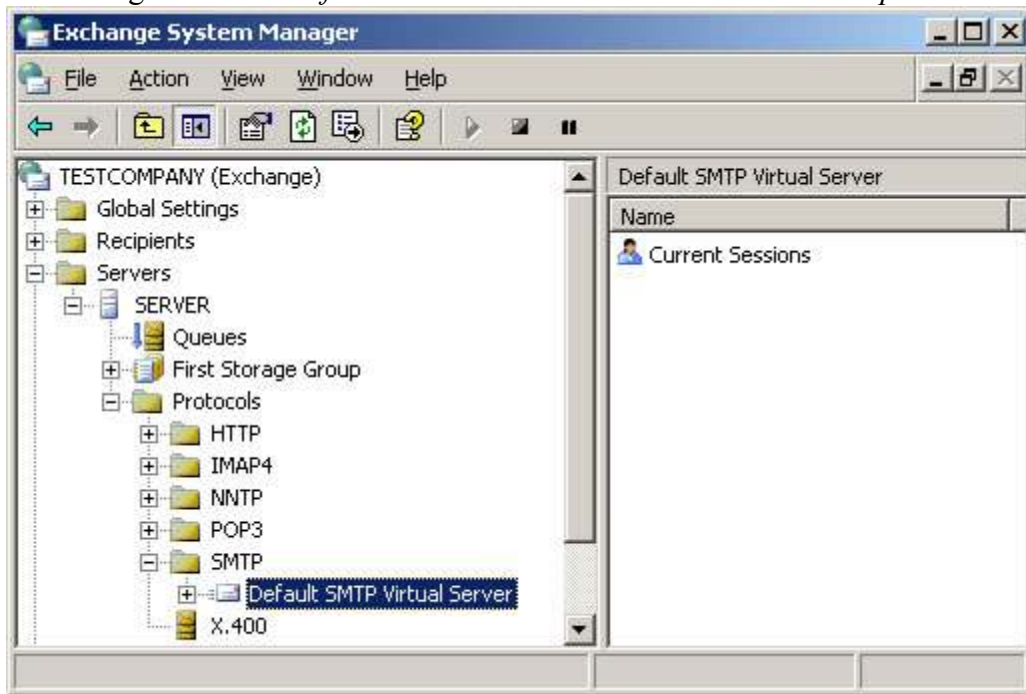 Exchange System Manager
File Action View Window Help
TESTCOMPANY (Exchange)
Global Settings
Recipients
Servers
SERVER
Queues
First Storage Group
Protocols
HTTP
IMAP4
NNTP
POP3
SMTP
Default SMTP Virtual Server
X.400
Default SMTP Virtual Server
Name
Current Sessions